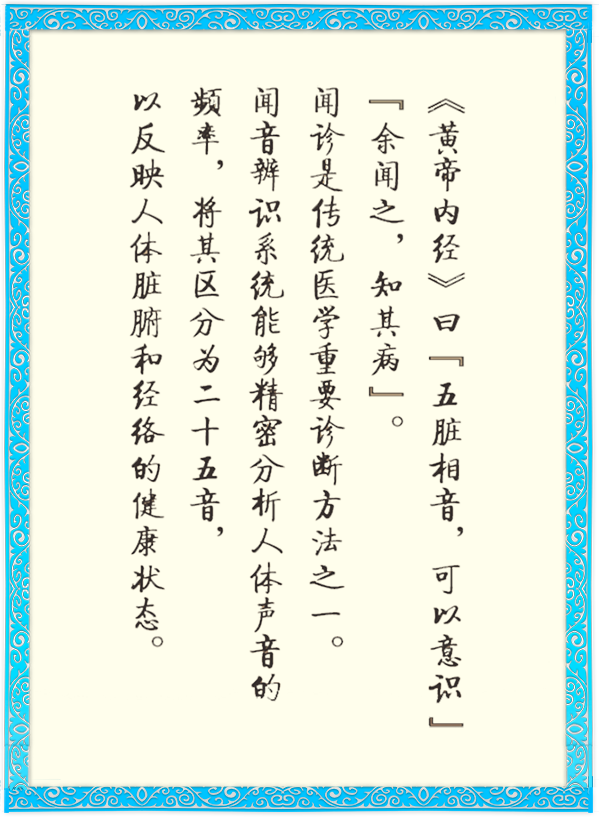 《黄帝内经》曰『五脏相音，可以意识』
『余闻之，知其病』。
闻诊是传统医学重要诊断方法之一。
闻音辨识系统能够精密分析人体声音的
频率，将其区分为二十五音，
以反映人体脏腑和经络的健康状态。